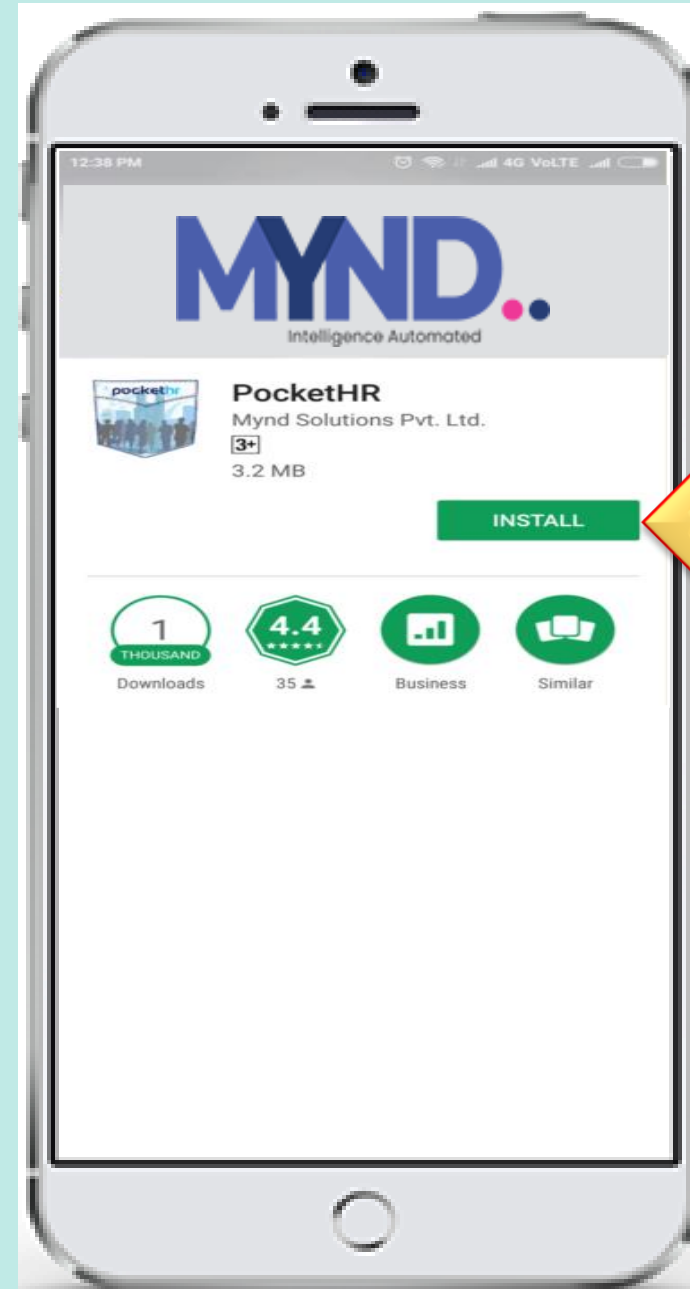 12:38 PM 4G VoLTE
MYND..
Intelligence Automated
pockethr
PocketHR
Mynd Solutions Pvt. Ltd.
3+
3.2 MB
INSTALL
1
THOUSAND
4.4
Downloads 35 Business Similar